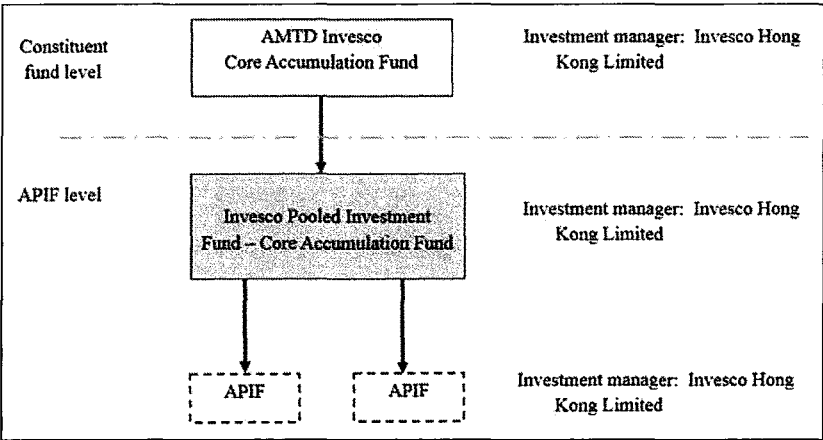 Constituent
fund level
AMTD Invesco
Core Accumulation Fund
Investment manager: Invesco Hong
Kong Limited
APIF level
Invesco Pooled Investment
Fund – Core Accumulation Fund
Investment manager: Invesco Hong
Kong Limited
APIF
APIF
Investment manager: Invesco Hong
Kong Limited